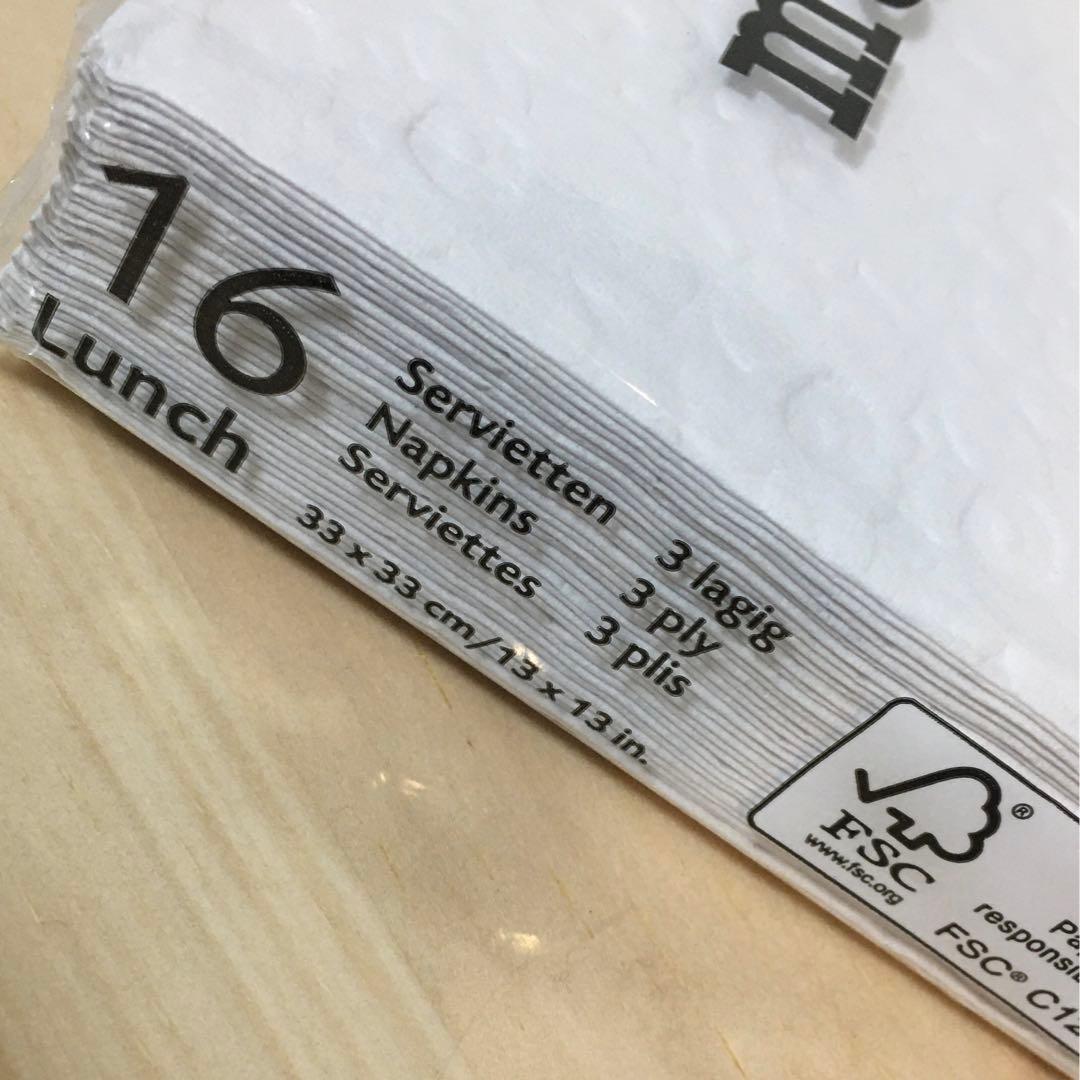 16
Lunch
Servietten 3 lagig
Napkins 3 ply
Serviettes 3 plis
33 x 33 cm/13 x 13 in.
FSC®
www.fsc.org
FSC®